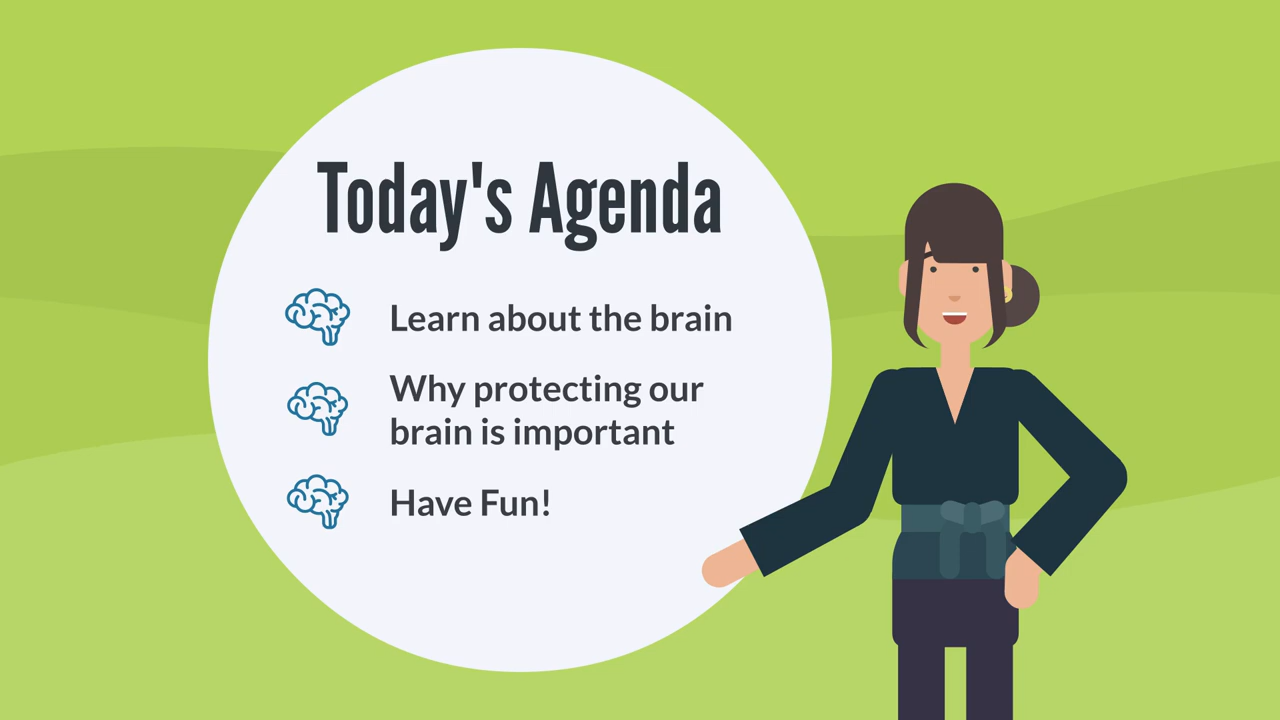 Today's Agenda
Learn about the brain
Why protecting our
brain is important
Have Fun!